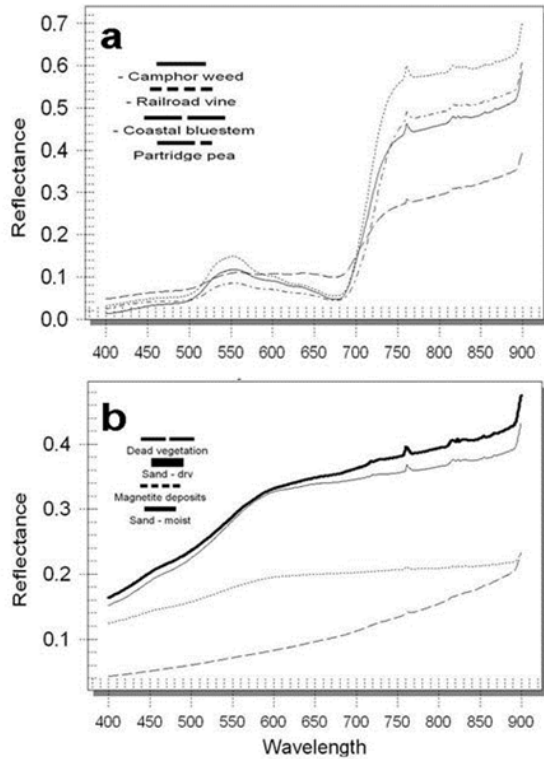 a
0.7
0.6
0.5
0.4
0.3
0.2
0.1
0.0
Reflectance
- Camphor weed
- Railroad vine
- Coastal bluestem
Partridge pea
400 450 500 550 600 650 700 750 800 850 900
b
0.4
0.3
0.2
0.1
Reflectance
Dead vegetation
Sand - drv
Magnetite deposits
Sand - moist
400 450 500 550 600 650 700 750 800 850 900
Wavelength